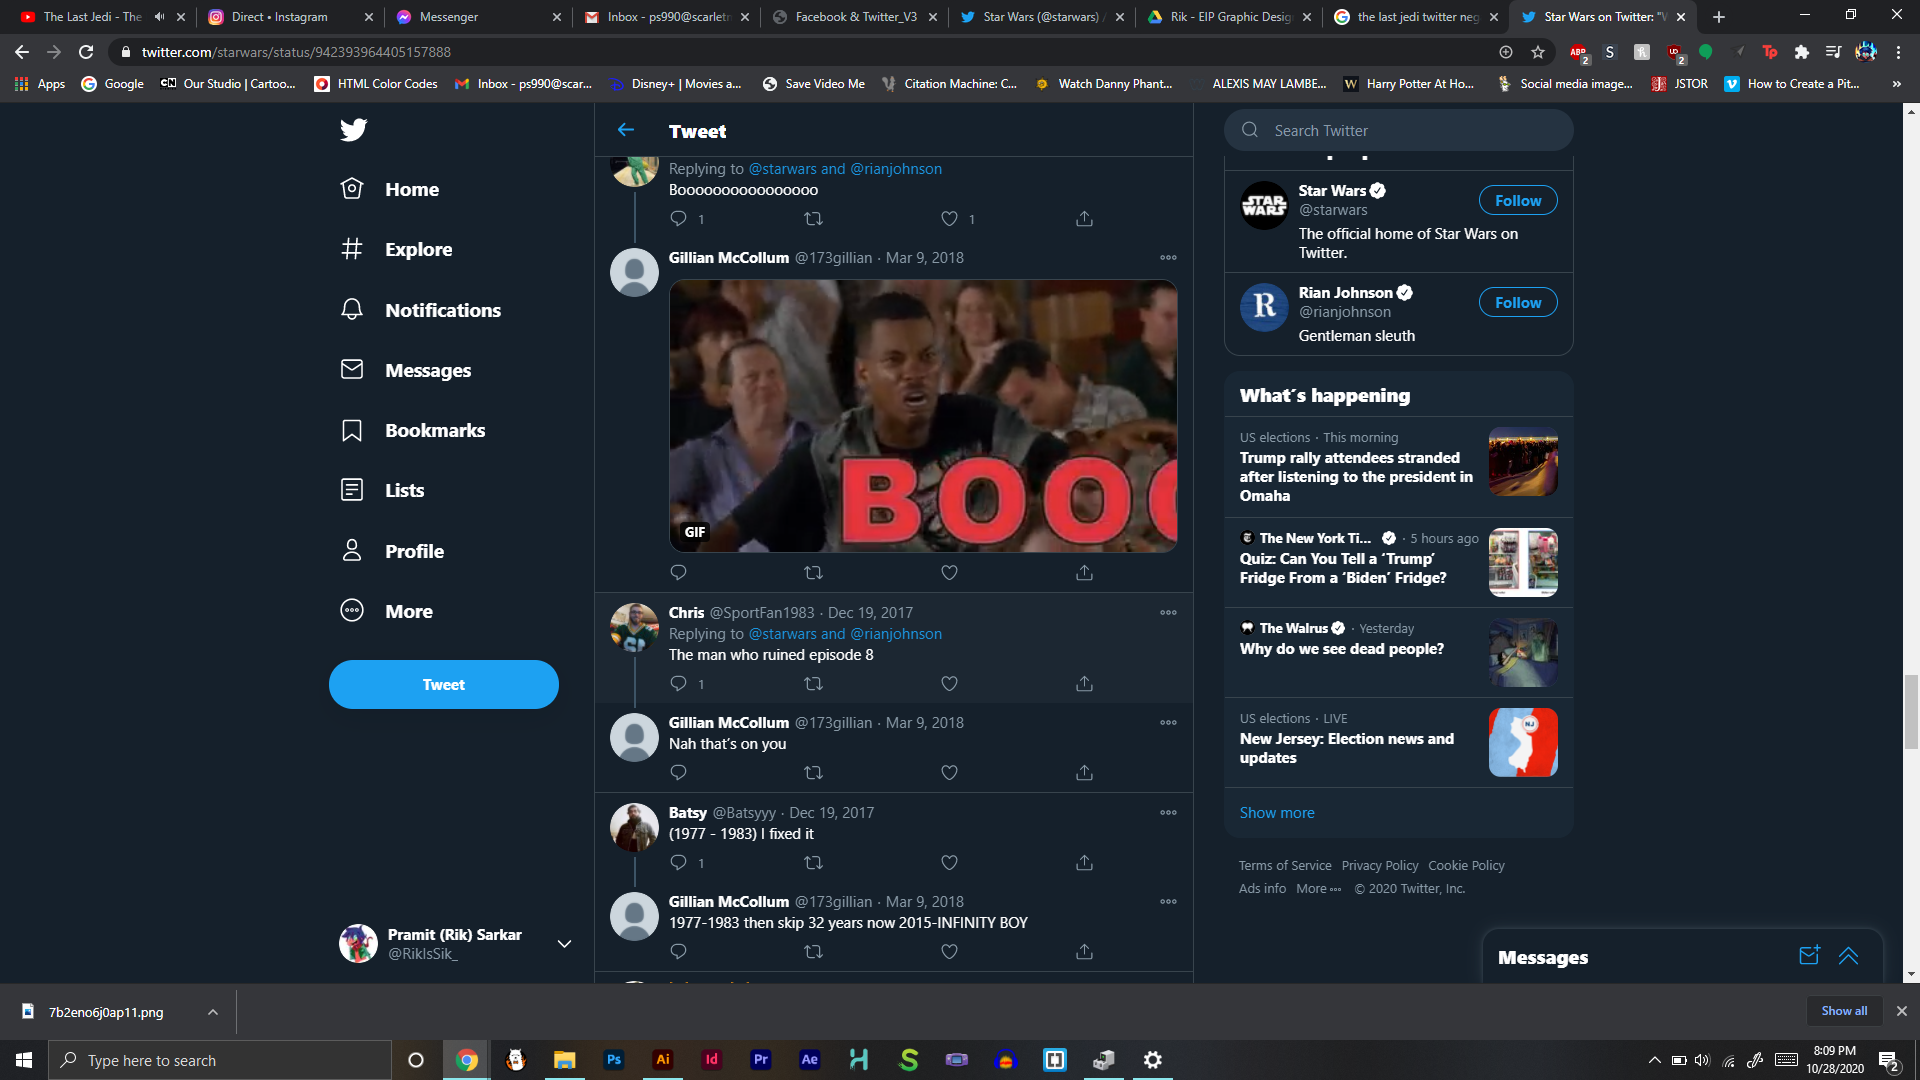 The Last Jedi - The
Direct • Instagram
Messenger
Inbox - ps990@scarletm
Facebook & Twitter_V3
Star Wars (@starwars) /
Rik - EIP Graphic Desig
the last jedi twitter neg
Star Wars on Twitter: "W
twitter.com/starwars/status/942393964405157888
Apps
Google
Our Studio | Cartoo...
HTML Color Codes
Inbox - ps990@scar...
Disney+ | Movies a...
Save Video Me
Citation Machine: C...
Watch Danny Phant...
ALEXIS MAY LAMBE...
Harry Potter At Ho...
Social media image...
JSTOR
How to Create a Pit...
Home
Explore
Notifications
Messages
Bookmarks
Lists
Profile
More
Tweet
Pramit (Rik) Sarkar
@RikIsSik_
Tweet
Replying to @starwars and @rianjohnson
Boooooooooooooooo
1 1
Gillian McCollum @173gillian · Mar 9, 2018
BOOO
GIF
Chris @SportFan1983 · Dec 19, 2017
Replying to @starwars and @rianjohnson
The man who ruined episode 8
1
Gillian McCollum @173gillian · Mar 9, 2018
Nah that's on you
Batsy @Batsyyy · Dec 19, 2017
(1977 - 1983) I fixed it
1
Gillian McCollum @173gillian · Mar 9, 2018
1977-1983 then skip 32 years now 2015-INFINITY BOY
Search Twitter
STAR WARS
Star Wars
@starwars
Follow
The official home of Star Wars on
Twitter.
R
Rian Johnson
@rianjohnson
Follow
Gentleman sleuth
What's happening
US elections · This morning
Trump rally attendees stranded
after listening to the president in
Omaha
The New York Ti... · 5 hours ago
Quiz: Can You Tell a 'Trump'
Fridge From a 'Biden' Fridge?
The Walrus · Yesterday
Why do we see dead people?
US elections · LIVE
New Jersey: Election news and
updates
NJ
Show more
Terms of Service Privacy Policy Cookie Policy
Ads info More ••• © 2020 Twitter, Inc.
Messages
7b2eno6j0ap11.png
Show all
Type here to search
Ps
Ai
Id
Pr
Ae
8:09 PM
10/28/2020
2